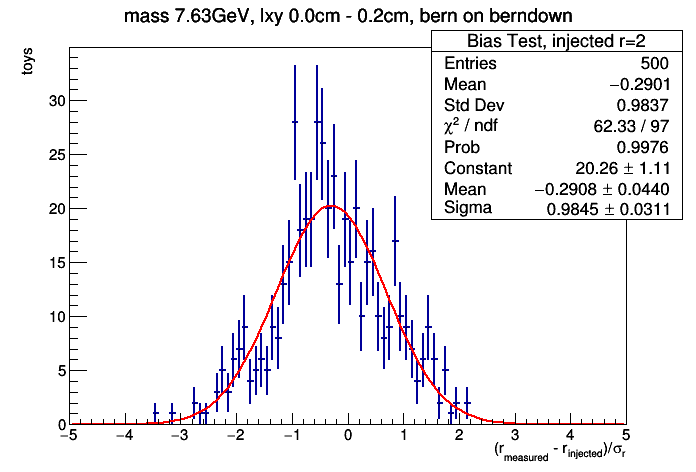 mass 7.63GeV, lxy 0.0cm - 0.2cm, bern on berndown
Bias Test, injected r=2
Entries 500
Mean −0.2901
Std Dev 0.9837
χ² / ndf 62.33 / 97
Prob 0.9976
Constant 20.26 ± 1.11
Mean −0.2908 ± 0.0440
Sigma 0.9845 ± 0.0311
toys
30
25
20
15
10
5
0
−5 −4 −3 −2 −1 0 1 2 3 4 5
(r_measured - r_injected)/σ_r